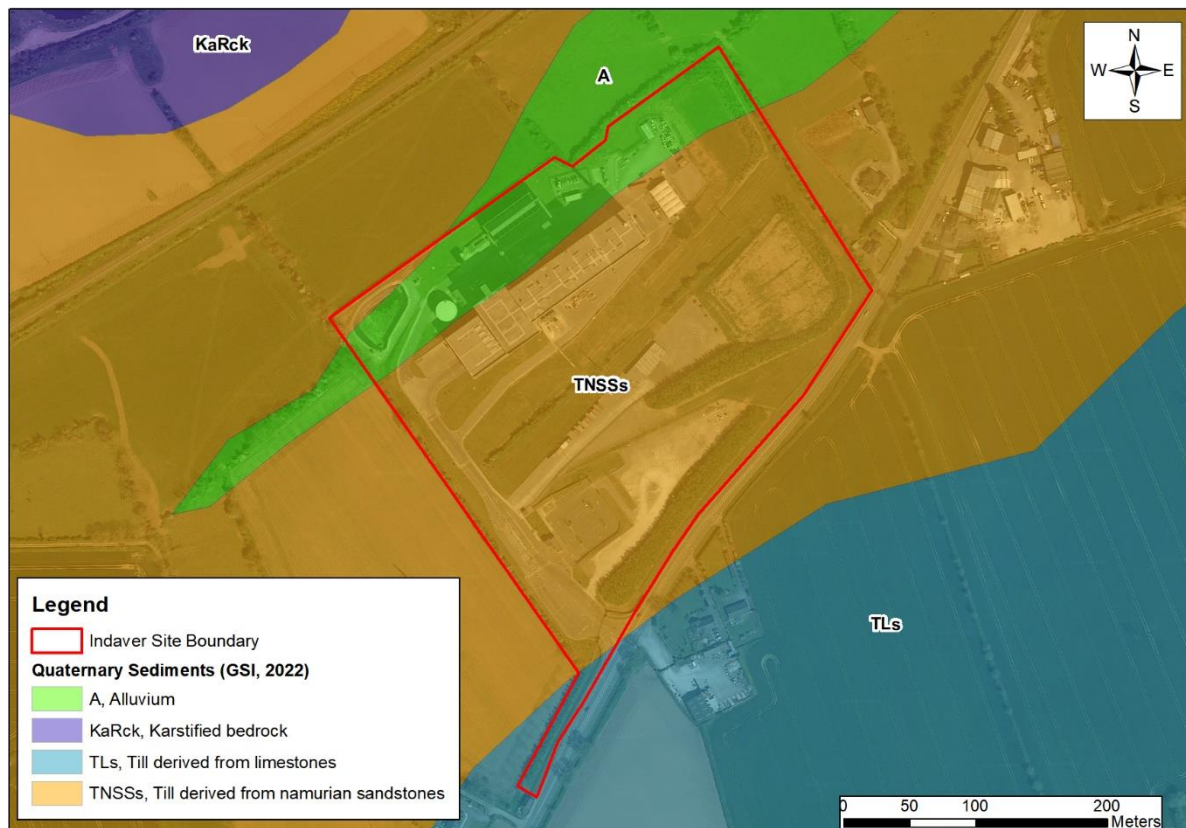 KaRck
A
N
W E
S
TNSSs
TLs
Legend
Indaver Site Boundary
Quaternary Sediments (GSI, 2022)
A, Alluvium
KaRck, Karstified bedrock
TLs, Till derived from limestones
TNSSs, Till derived from namurian sandstones
0 50 100 200
Meters